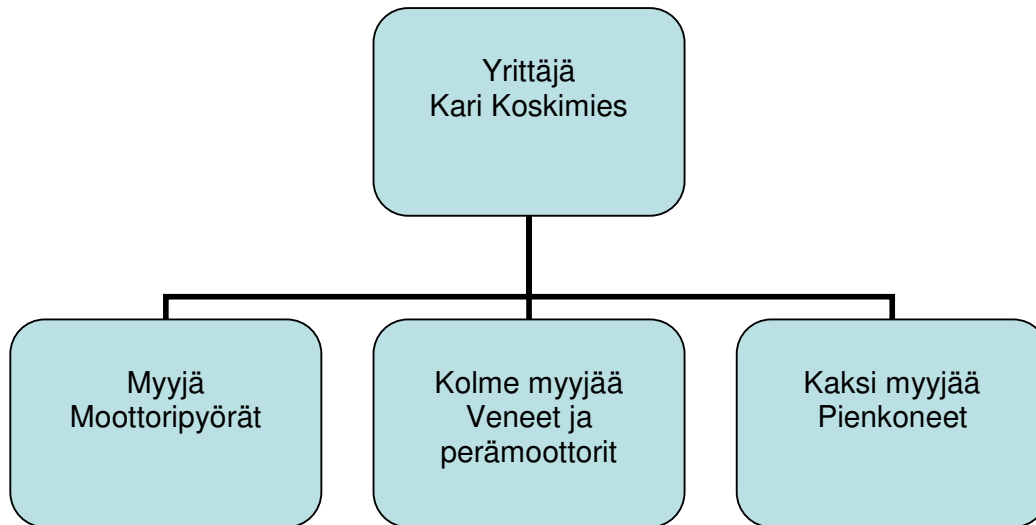 Yrittäjä
Kari Koskimies
Myyjä
Moottoripyörät
Kolme myyjää
Veneet ja
perämoottorit
Kaksi myyjää
Pienkoneet